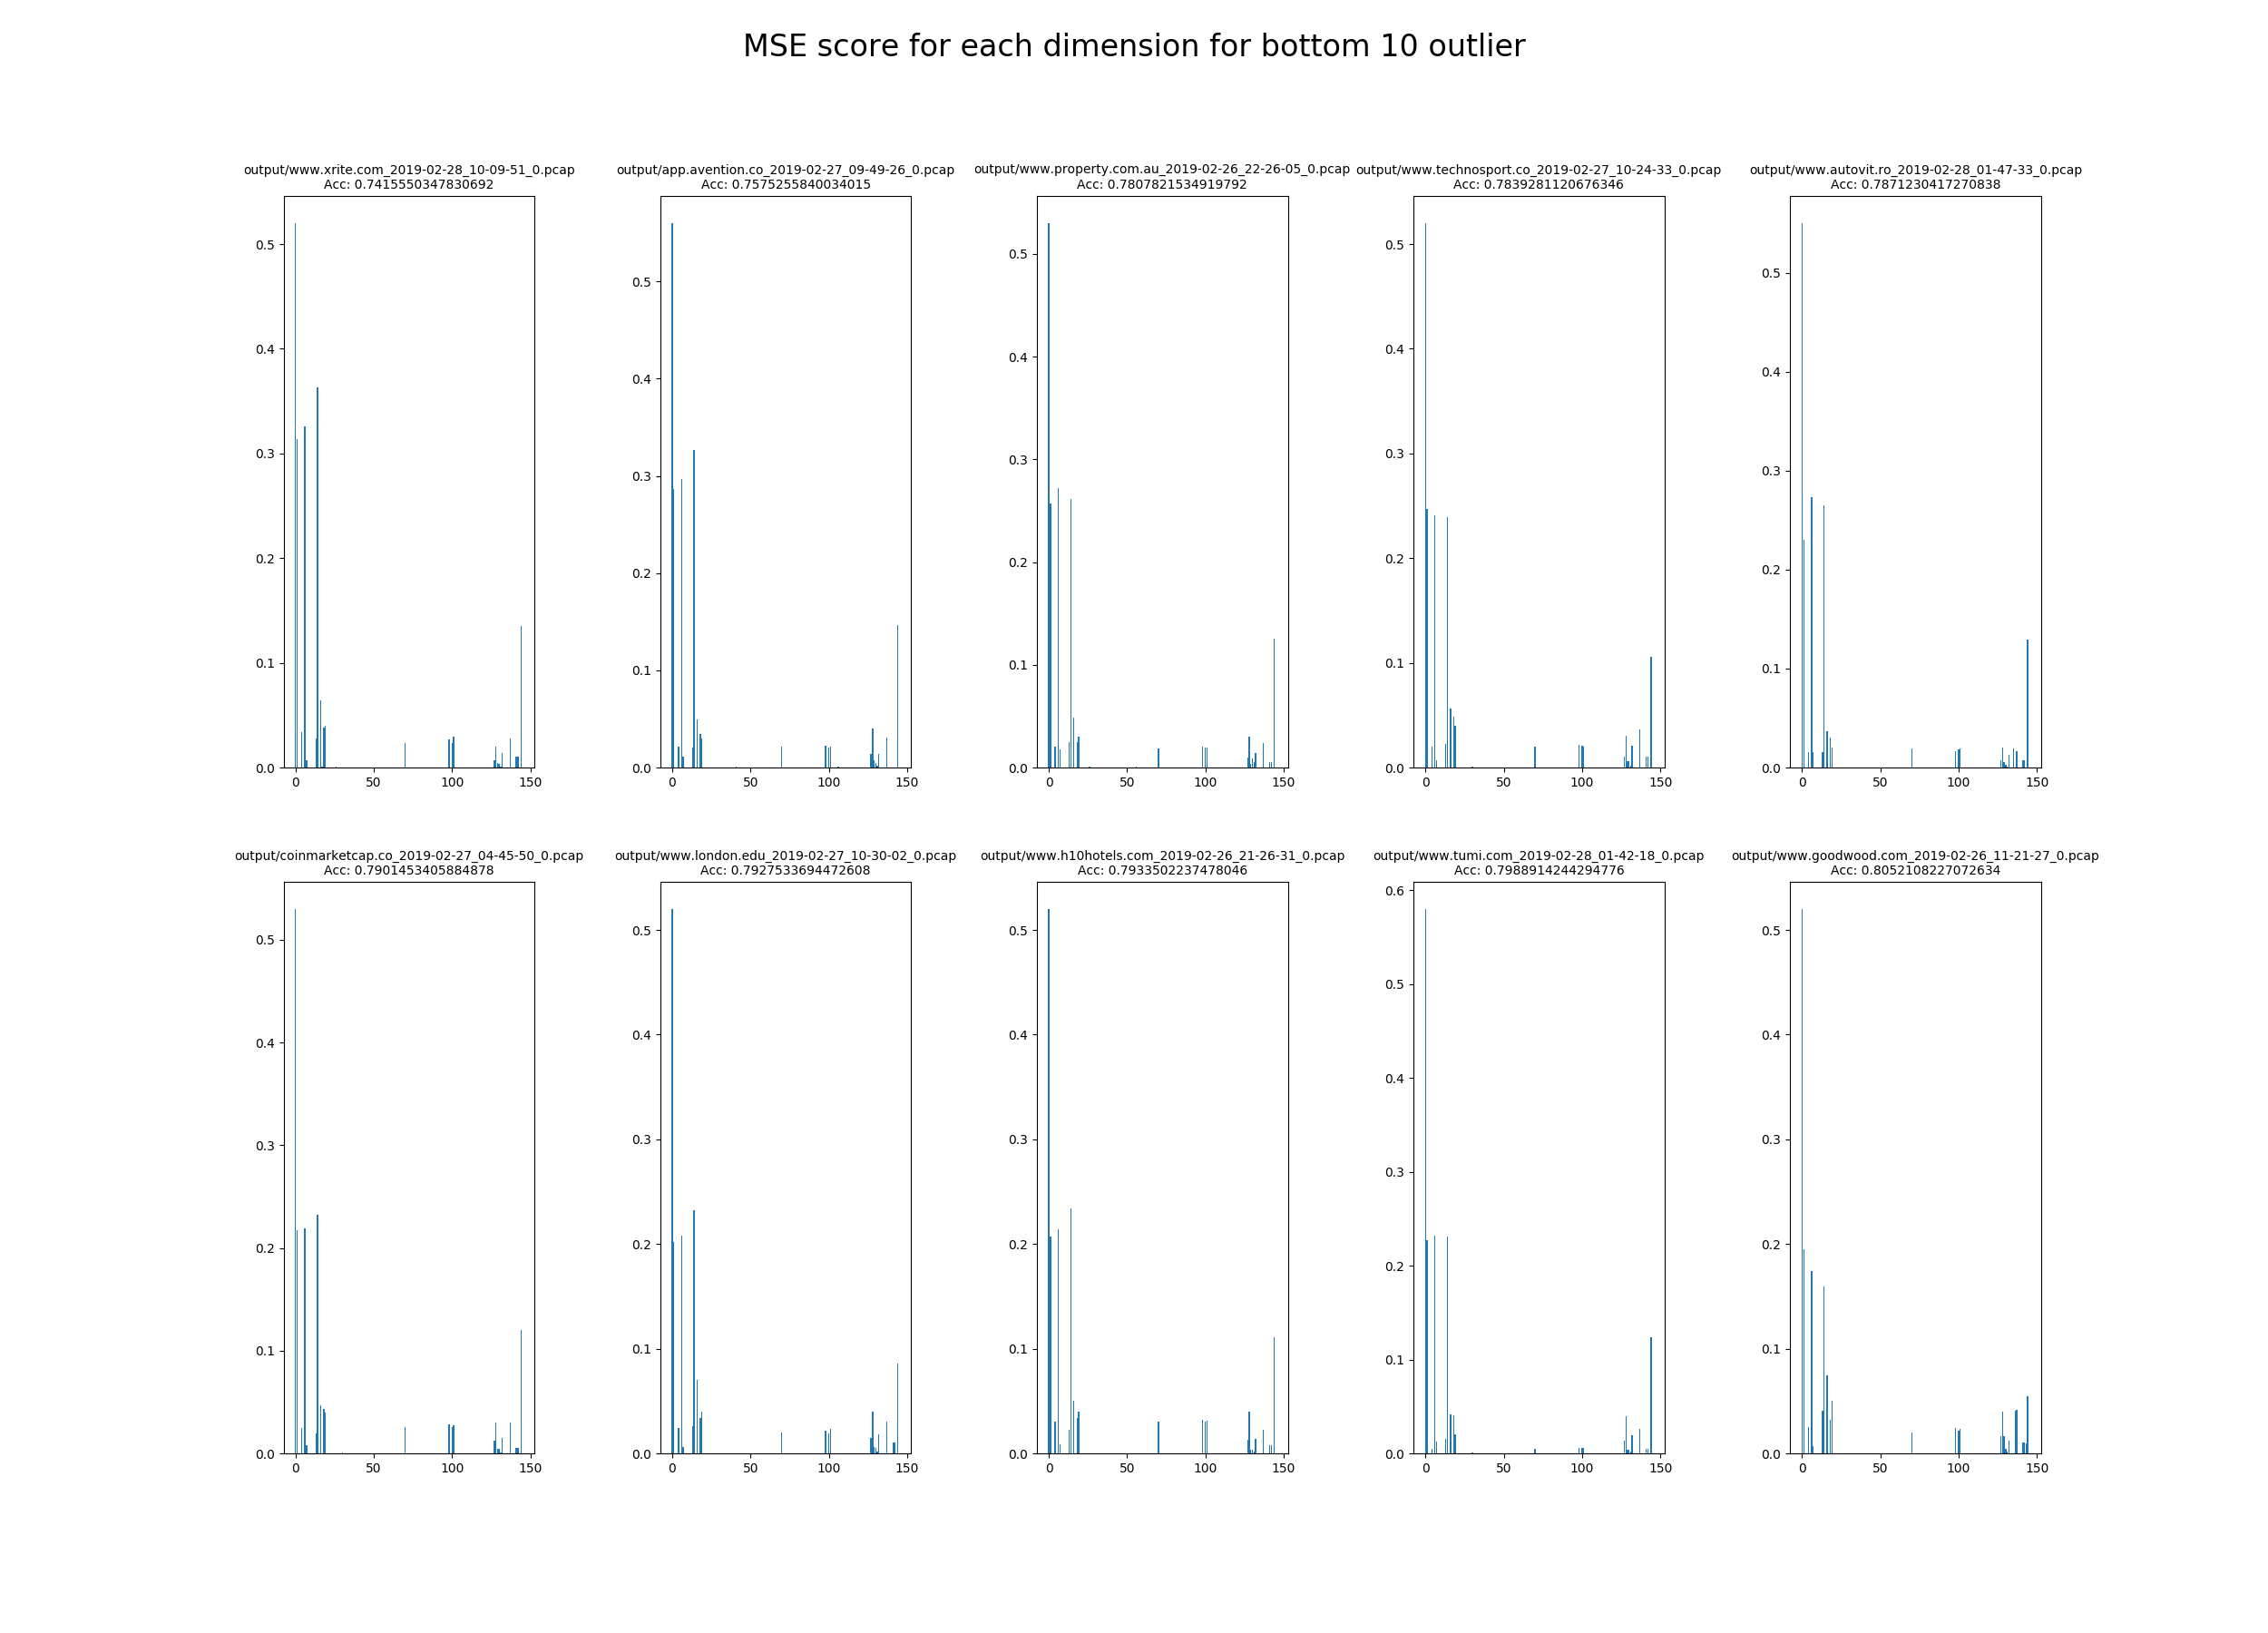 MSE score for each dimension for bottom 10 outlier
output/www.xrite.com_2019-02-28_10-09-51_0.pcap
Acc: 0.7415550347830692
0.5
0.4
0.3
0.2
0.1
0.0
0 50 100 150
output/app.avention.co_2019-02-27_09-49-26_0.pcap
Acc: 0.7575255840034015
0.5
0.4
0.3
0.2
0.1
0.0
0 50 100 150
output/www.property.com.au_2019-02-26_22-26-05_0.pcap
Acc: 0.7807821534919792
0.5
0.4
0.3
0.2
0.1
0.0
0 50 100 150
output/www.technosport.co_2019-02-27_10-24-33_0.pcap
Acc: 0.7839281120676346
0.5
0.4
0.3
0.2
0.1
0.0
0 50 100 150
output/www.autovit.ro_2019-02-28_01-47-33_0.pcap
Acc: 0.7871230417270838
0.5
0.4
0.3
0.2
0.1
0.0
0 50 100 150
output/coinmarketcap.co_2019-02-27_04-45-50_0.pcap
Acc: 0.7901453405884878
0.5
0.4
0.3
0.2
0.1
0.0
0 50 100 150
output/www.london.edu_2019-02-27_10-30-02_0.pcap
Acc: 0.7927533694472608
0.5
0.4
0.3
0.2
0.1
0.0
0 50 100 150
output/www.h10hotels.com_2019-02-26_21-26-31_0.pcap
Acc: 0.7933502237478046
0.5
0.4
0.3
0.2
0.1
0.0
0 50 100 150
output/www.tumi.com_2019-02-28_01-42-18_0.pcap
Acc: 0.7988914244294776
0.6
0.5
0.4
0.3
0.2
0.1
0.0
0 50 100 150
output/www.goodwood.com_2019-02-26_11-21-27_0.pcap
Acc: 0.8052108227072634
0.5
0.4
0.3
0.2
0.1
0.0
0 50 100 150